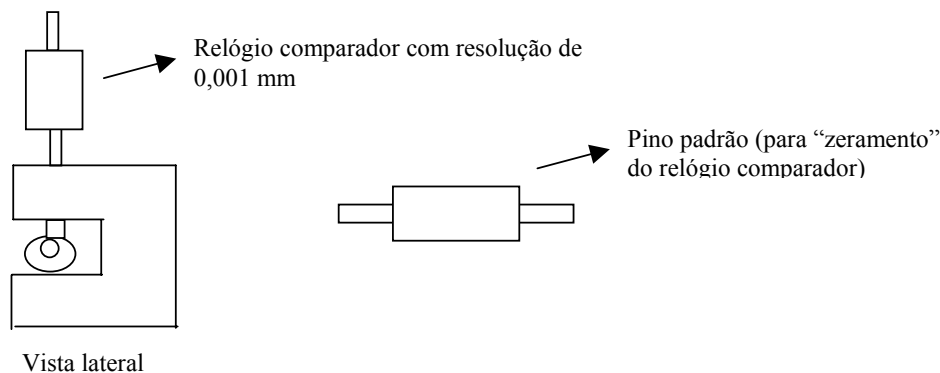 Relógio comparador com resolução de
0,001 mm
Pino padrão (para “zeramento”
do relógio comparador)
Vista lateral